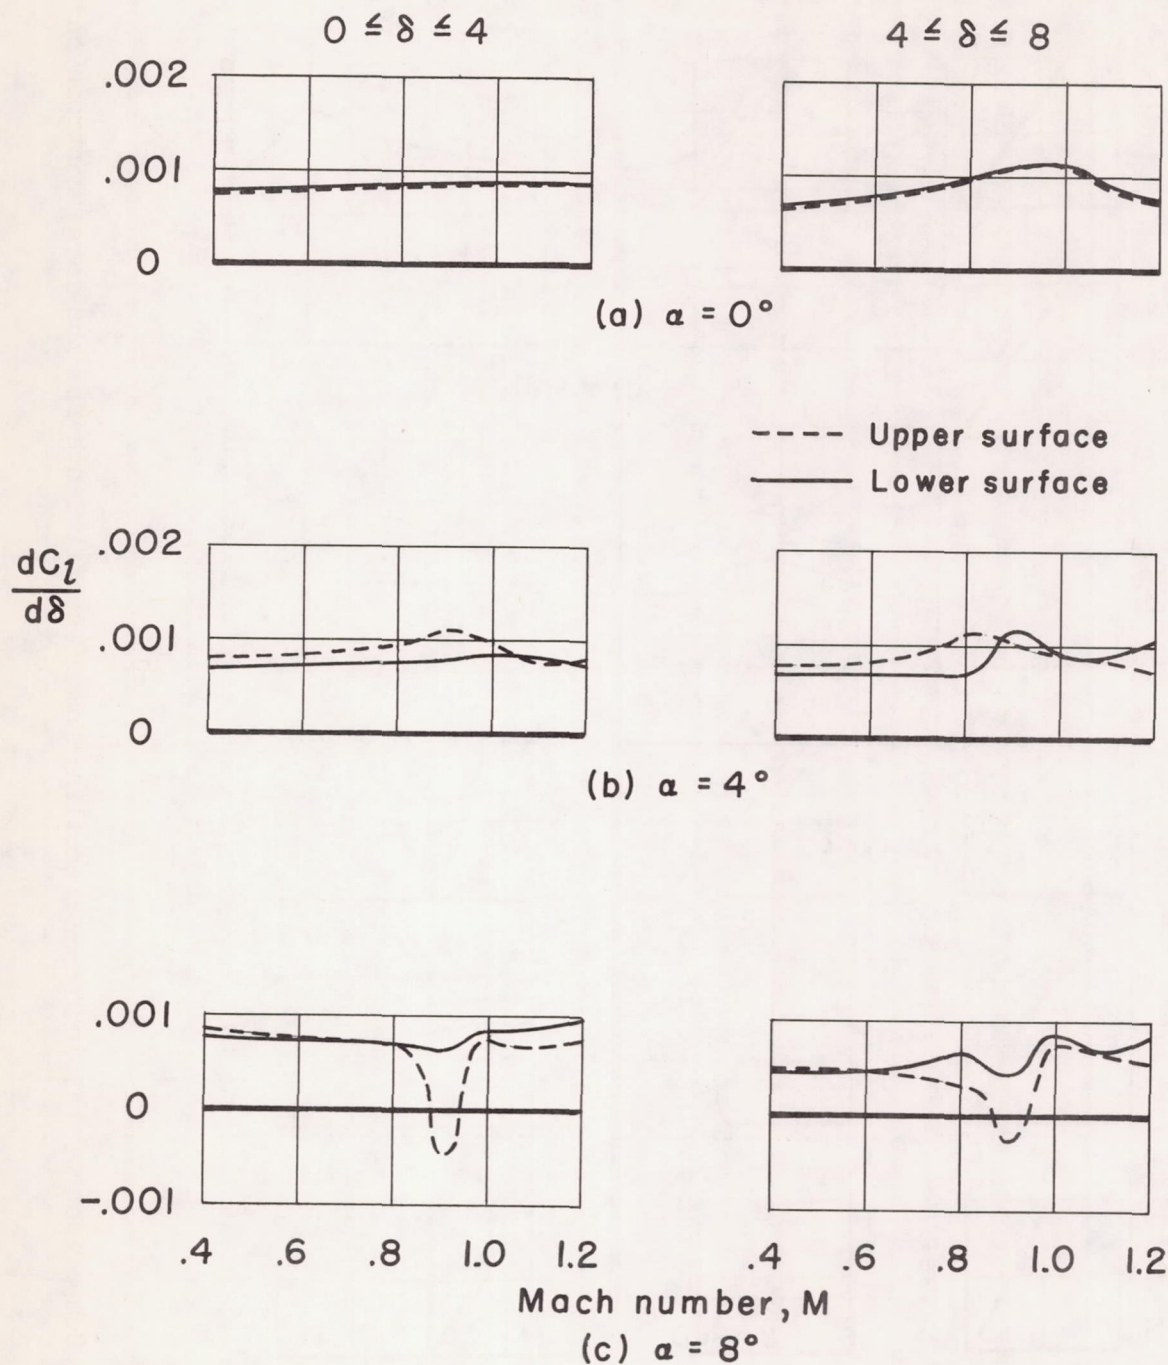 0 ≤ δ ≤ 4
4 ≤ δ ≤ 8
.002
.001
0
(a) α = 0°
Upper surface
Lower surface
dC_l
dδ
.002
.001
0
(b) α = 4°
.001
0
-.001
.4 .6 .8 1.0 1.2
.4 .6 .8 1.0 1.2
Mach number, M
(c) α = 8°